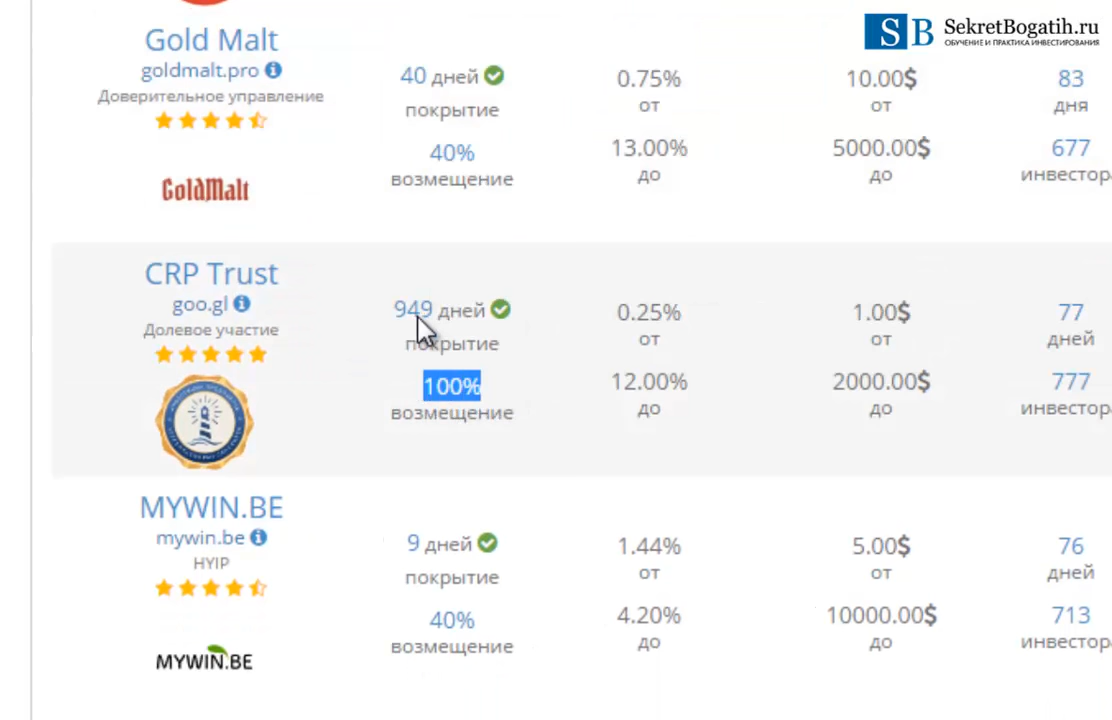 SB SekretBogatih.ru
ОБУЧЕНИЕ И ПРАКТИКА ИНВЕСТИРОВАНИЯ
Gold Malt
goldmalt.pro
Доверительное управление
GoldMalt
40 дней
покрытие
40%
возмещение
0.75%
от
13.00%
до
10.00$
от
5000.00$
до
83
дня
677
инвестор
CRP Trust
goo.gl
Долевое участие
949 дней
покрытие
100%
возмещение
0.25%
от
12.00%
до
1.00$
от
2000.00$
до
77
дней
777
инвестор
MYWIN.BE
mywin.be
HYIP
MYWIN.BE
9 дней
покрытие
40%
возмещение
1.44%
от
4.20%
до
5.00$
от
10000.00$
до
76
дней
713
инвестор